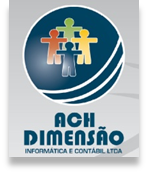 ACH
DIMENSÃO
INFORMÁTICA E CONTÁBIL LTDA